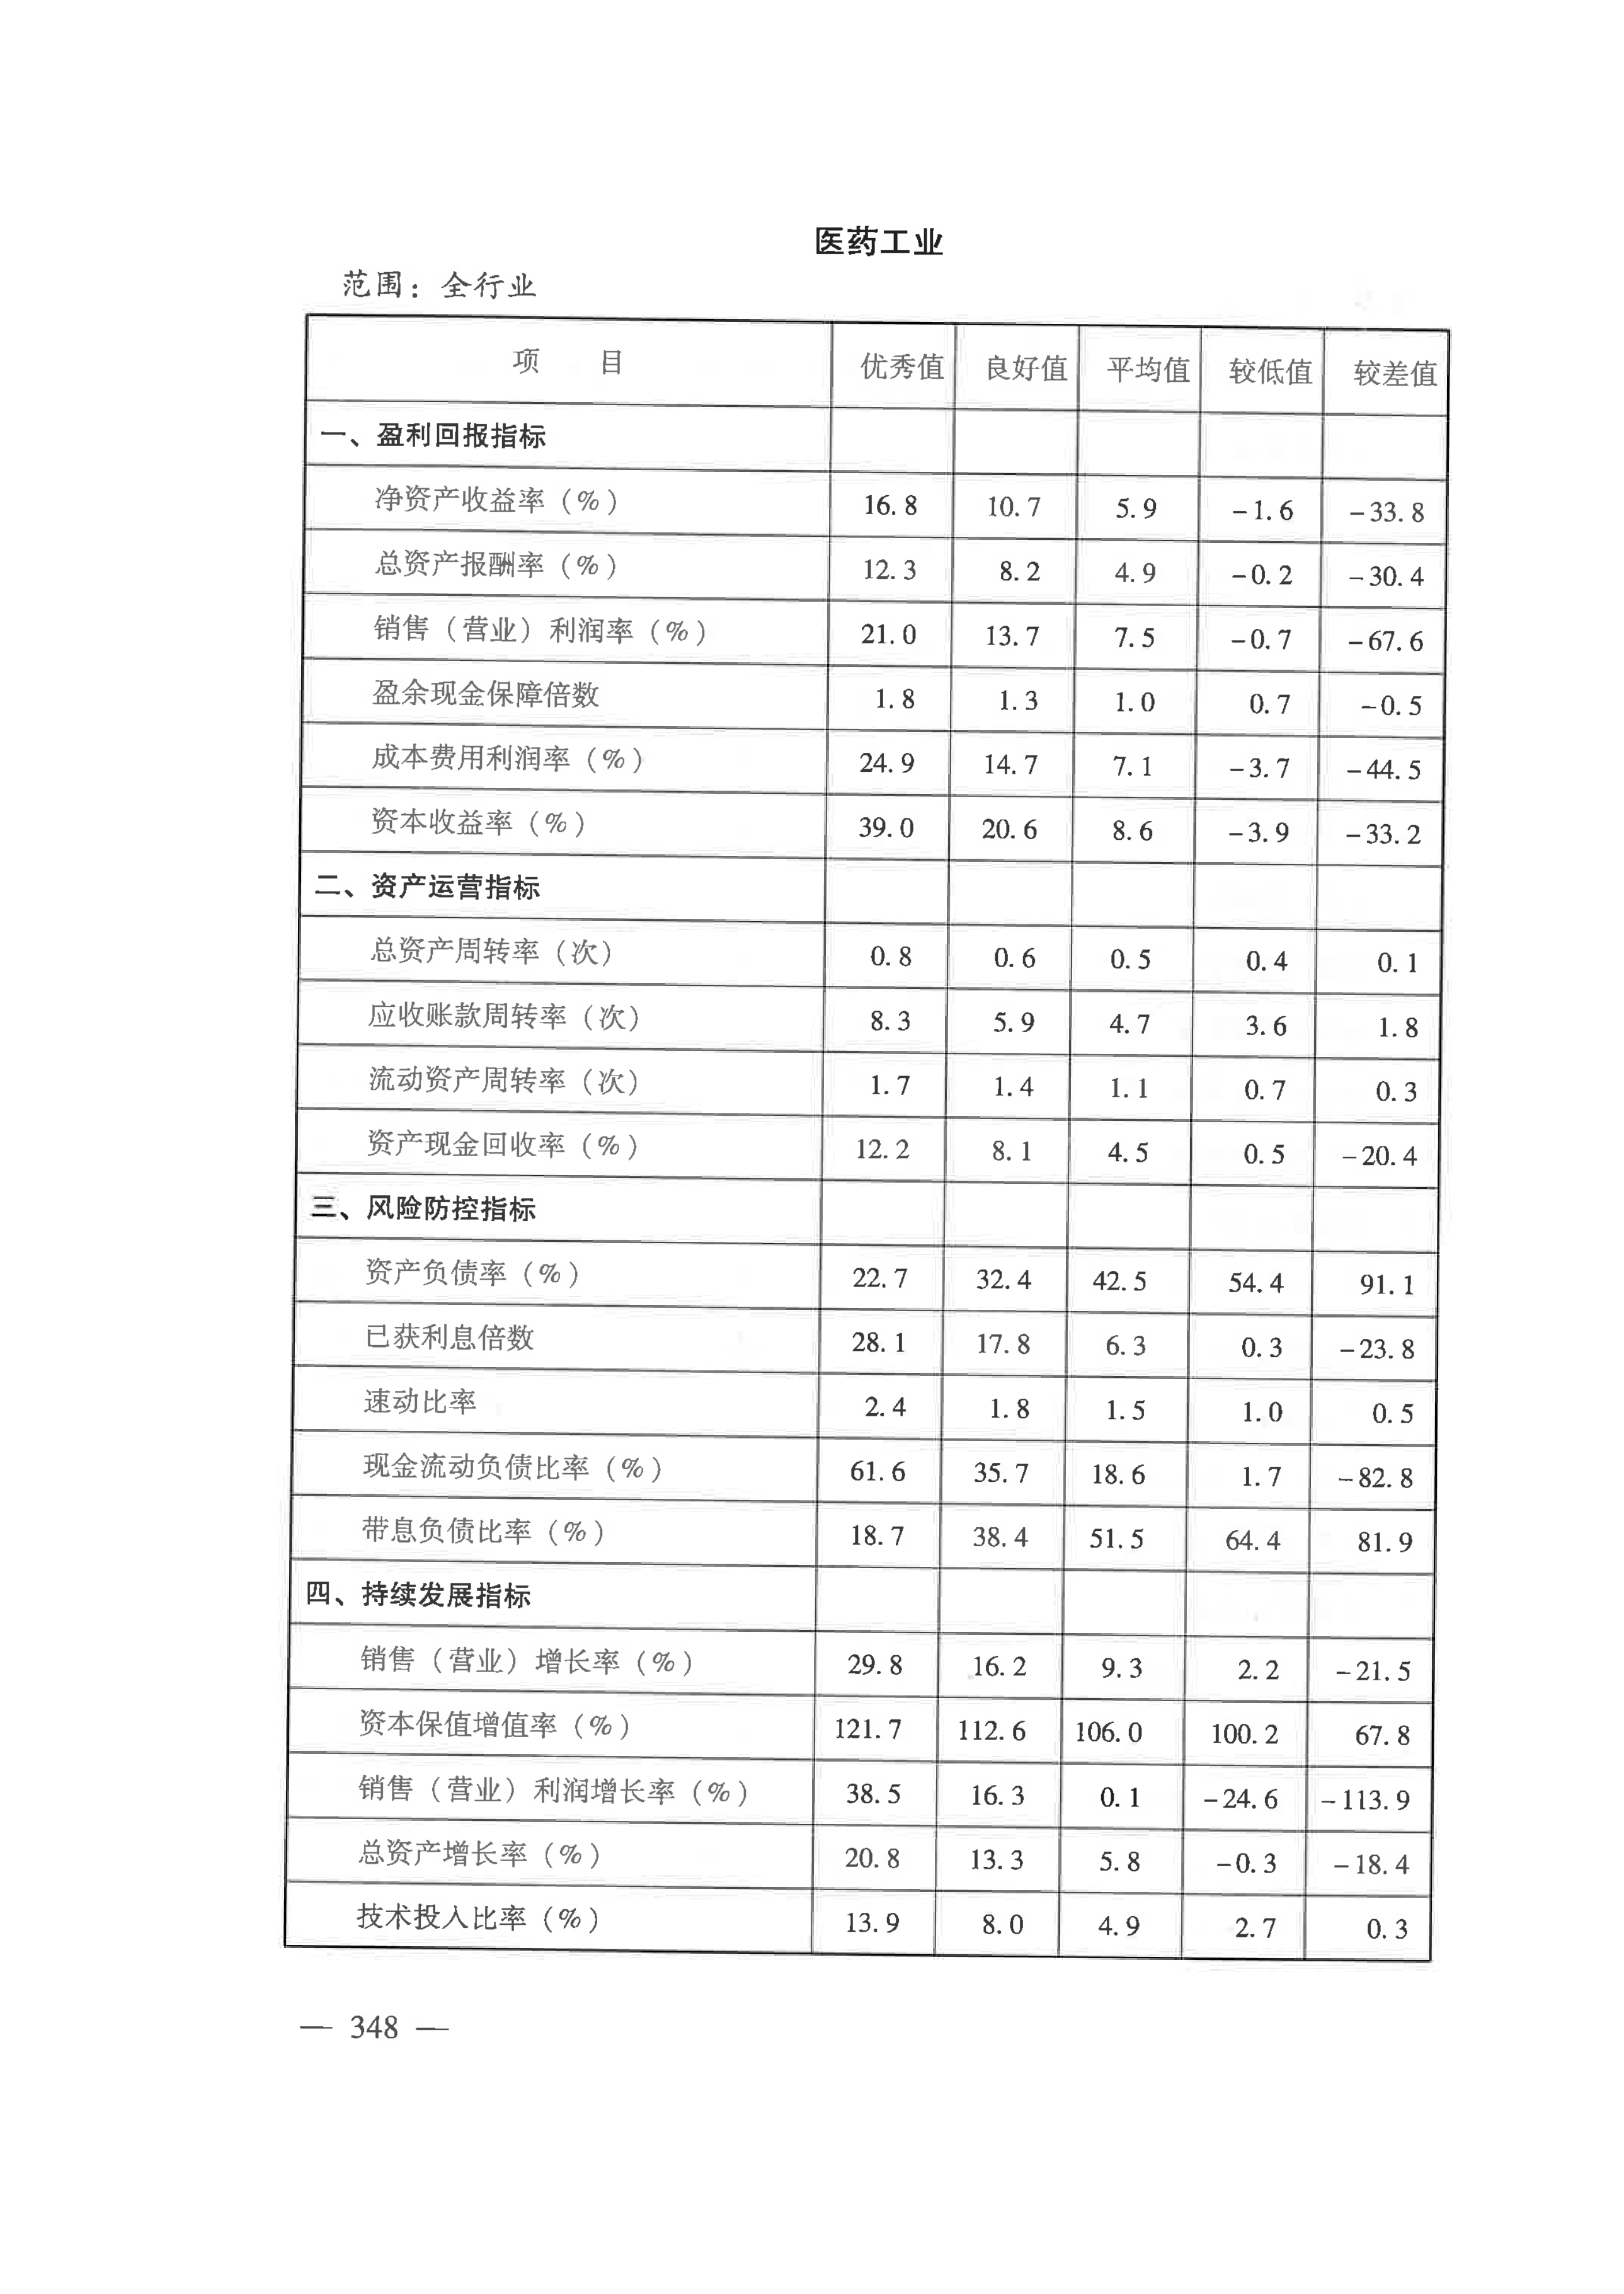 医药工业
范围：全行业
项 目 优秀值 良好值 平均值 较低值 较差值
一、盈利回报指标
净资产收益率（%） 16.8 10.7 5.9 -1.6 -33.8
总资产报酬率（%） 12.3 8.2 4.9 -0.2 -30.4
销售（营业）利润率（%） 21.0 13.7 7.5 -0.7 -67.6
盈余现金保障倍数 1.8 1.3 1.0 0.7 -0.5
成本费用利润率（%） 24.9 14.7 7.1 -3.7 -44.5
资本收益率（%） 39.0 20.6 8.6 -3.9 -33.2
二、资产运营指标
总资产周转率（次） 0.8 0.6 0.5 0.4 0.1
应收账款周转率（次） 8.3 5.9 4.7 3.6 1.8
流动资产周转率（次） 1.7 1.4 1.1 0.7 0.3
资产现金回收率（%） 12.2 8.1 4.5 0.5 -20.4
三、风险防控指标
资产负债率（%） 22.7 32.4 42.5 54.4 91.1
已获利息倍数 28.1 17.8 6.3 0.3 -23.8
速动比率 2.4 1.8 1.5 1.0 0.5
现金流动负债比率（%） 61.6 35.7 18.6 1.7 -82.8
带息负债比率（%） 18.7 38.4 51.5 64.4 81.9
四、持续发展指标
销售（营业）增长率（%） 29.8 16.2 9.3 2.2 -21.5
资本保值增值率（%） 121.7 112.6 106.0 100.2 67.8
销售（营业）利润增长率（%） 38.5 16.3 0.1 -24.6 -113.9
总资产增长率（%） 20.8 13.3 5.8 -0.3 -18.4
技术投入比率（%） 13.9 8.0 4.9 2.7 0.3
— 348 —